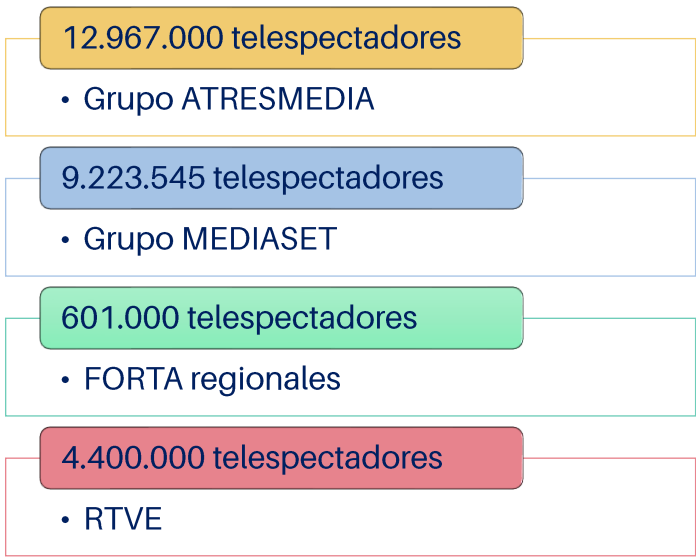 12.967.000 telespectadores
• Grupo ATRESMEDIA
9.223.545 telespectadores
• Grupo MEDIASET
601.000 telespectadores
• FORTA regionales
4.400.000 telespectadores
• RTVE